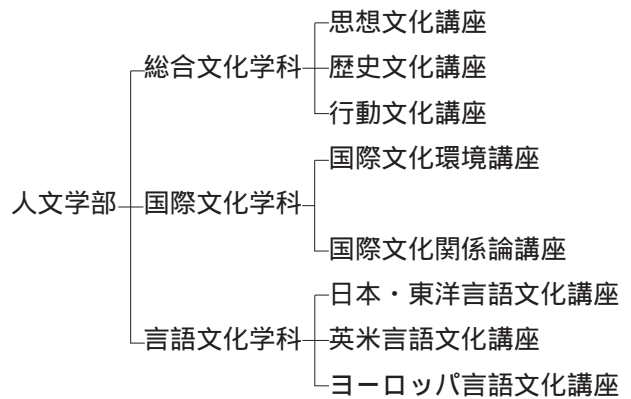 人文学部
総合文化学科
思想文化講座
歴史文化講座
行動文化講座
国際文化学科
国際文化環境講座
国際文化関係論講座
言語文化学科
日本・東洋言語文化講座
英米言語文化講座
ヨーロッパ言語文化講座